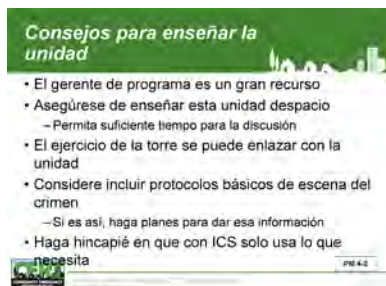 Consejos para enseñar la
unidad
• El gerente de programa es un gran recurso
• Asegúrese de enseñar esta unidad despacio
– Permita suficiente tiempo para la discusión
• El ejercicio de la torre se puede enlazar con la
unidad
• Considere incluir protocolos básicos de escena del
crimen
– Si es así, haga planes para dar esa información
• Haga hincapié en que con ICS solo usa lo que
necesita